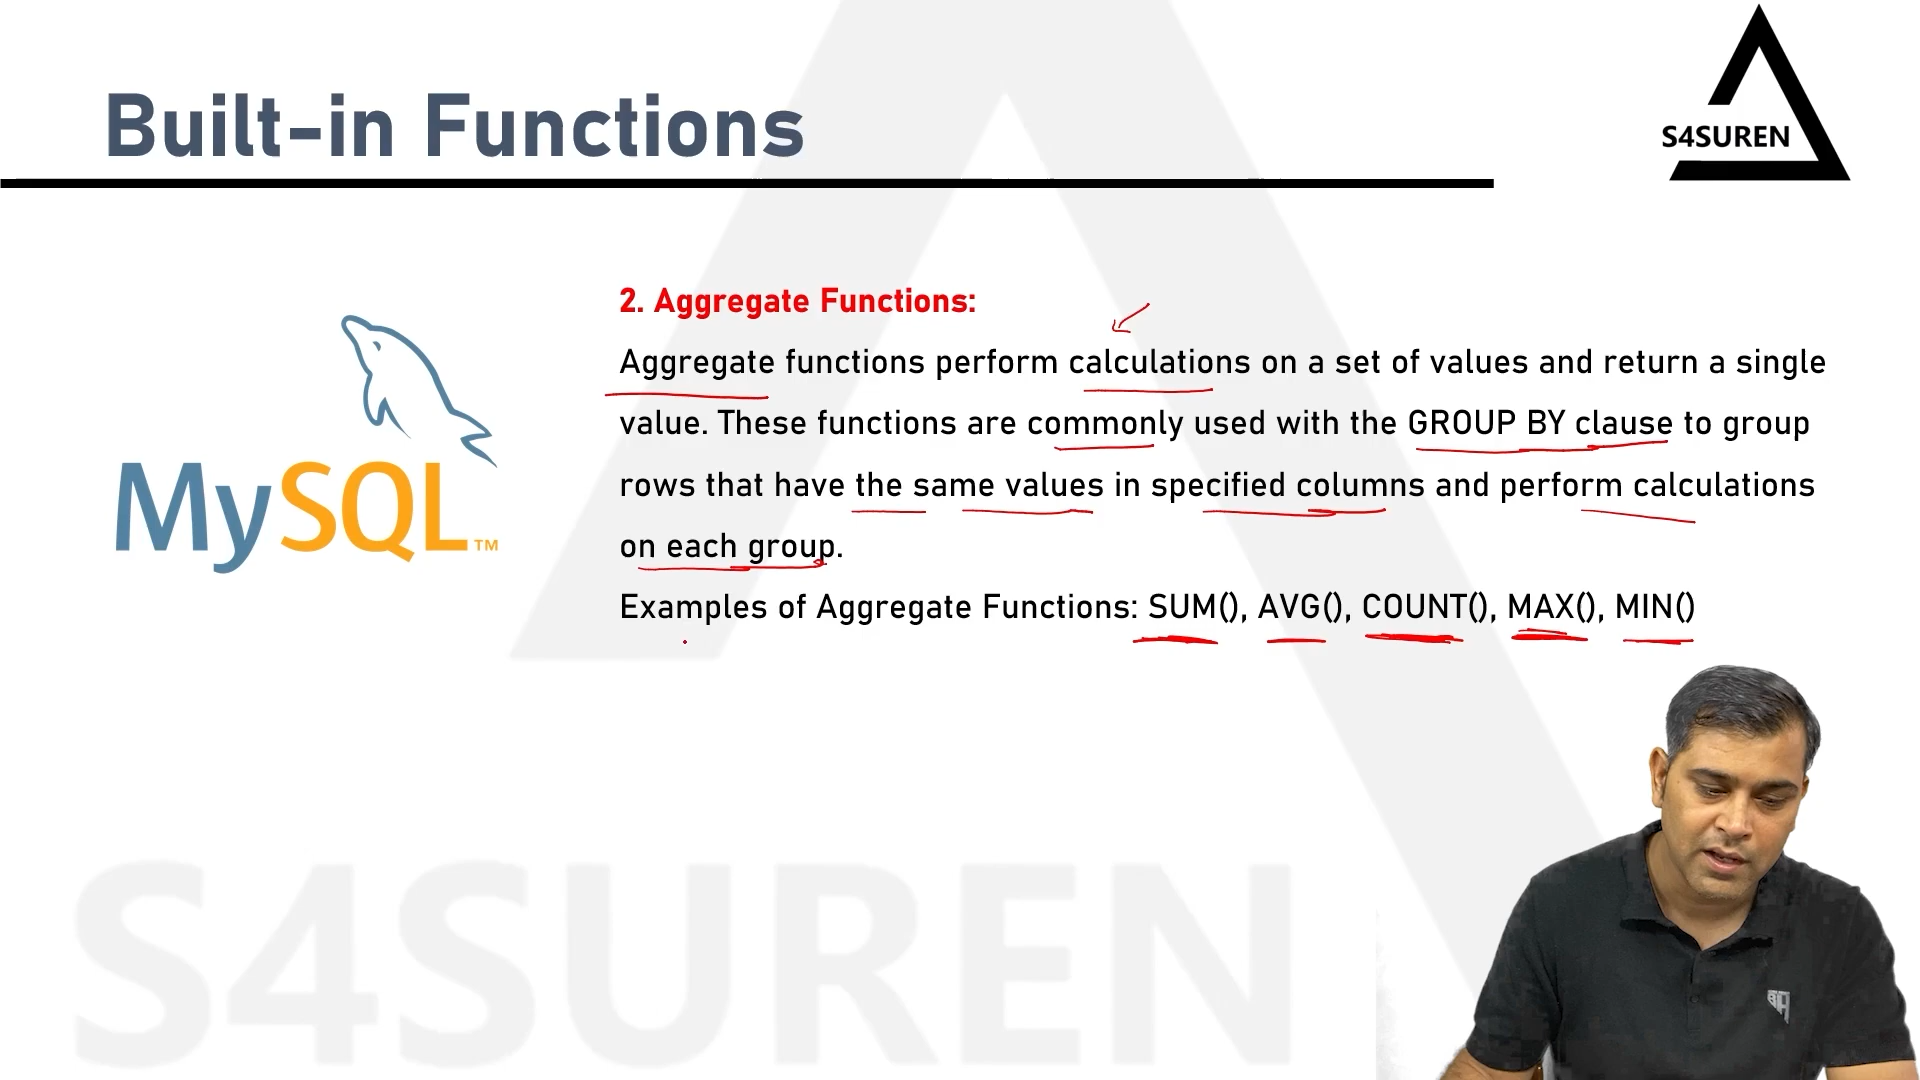 Built-in Functions
S4SUREN
2. Aggregate Functions:
Aggregate functions perform calculations on a set of values and return a single
value. These functions are commonly used with the GROUP BY clause to group
rows that have the same values in specified columns and perform calculations
on each group.
Examples of Aggregate Functions: SUM(), AVG(), COUNT(), MAX(), MIN()
MySQL™
S4SUREN